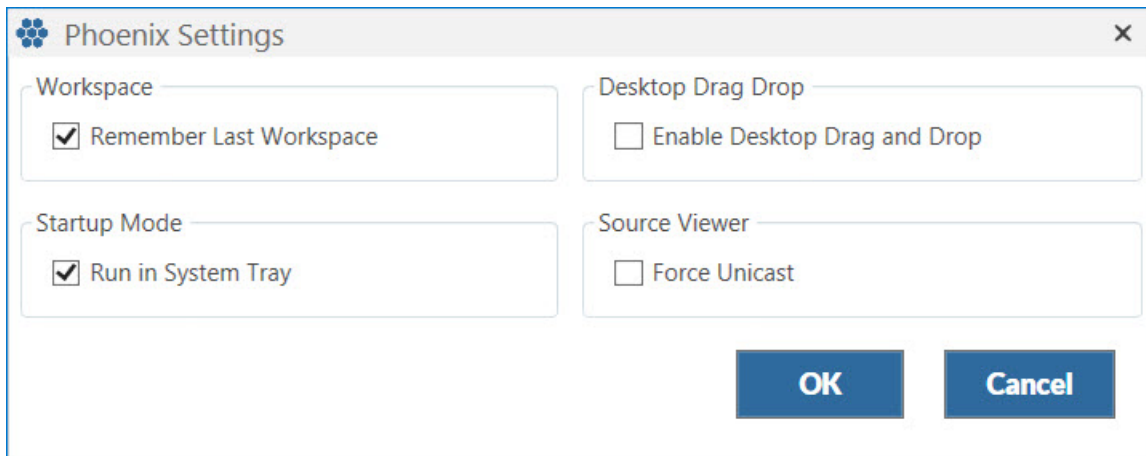 Phoenix Settings
Workspace
Remember Last Workspace
Desktop Drag Drop
Enable Desktop Drag and Drop
Startup Mode
Run in System Tray
Source Viewer
Force Unicast
OK
Cancel